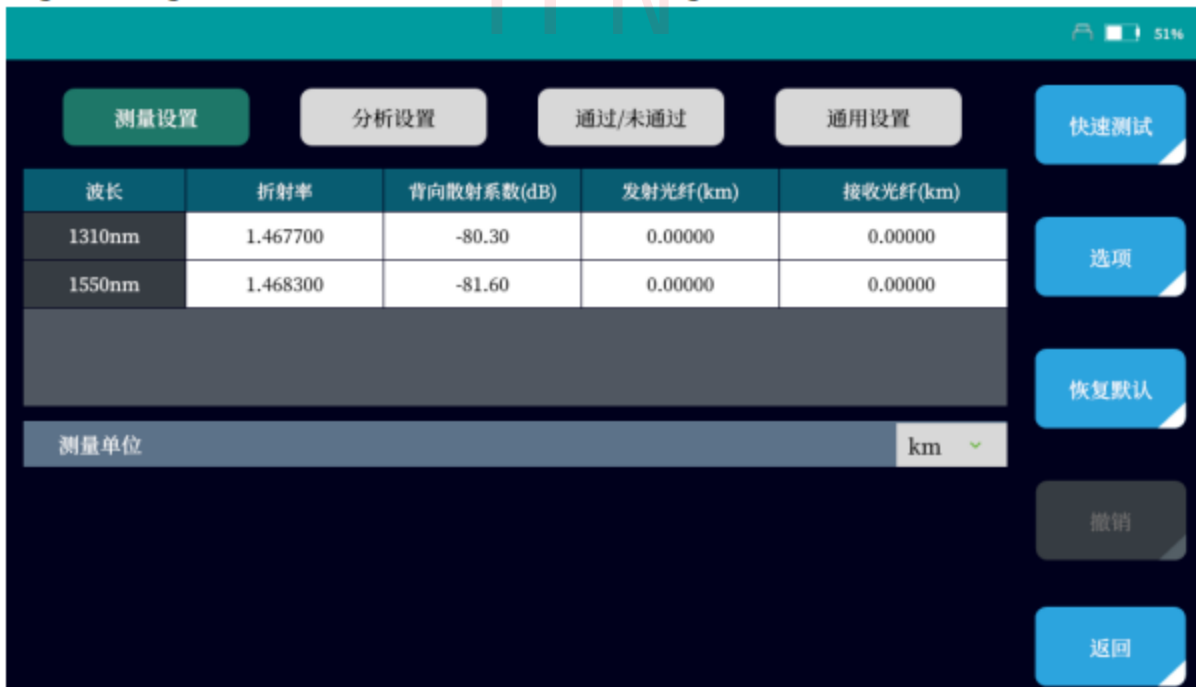 51%
测量设置 分析设置 通过/未通过 通用设置 快速测试
波长 折射率 背向散射系数(dB) 发射光纤(km) 接收光纤(km)
1310nm 1.467700 -80.30 0.00000 0.00000
选项
1550nm 1.468300 -81.60 0.00000 0.00000
恢复默认
测量单位 km
撤销
返回